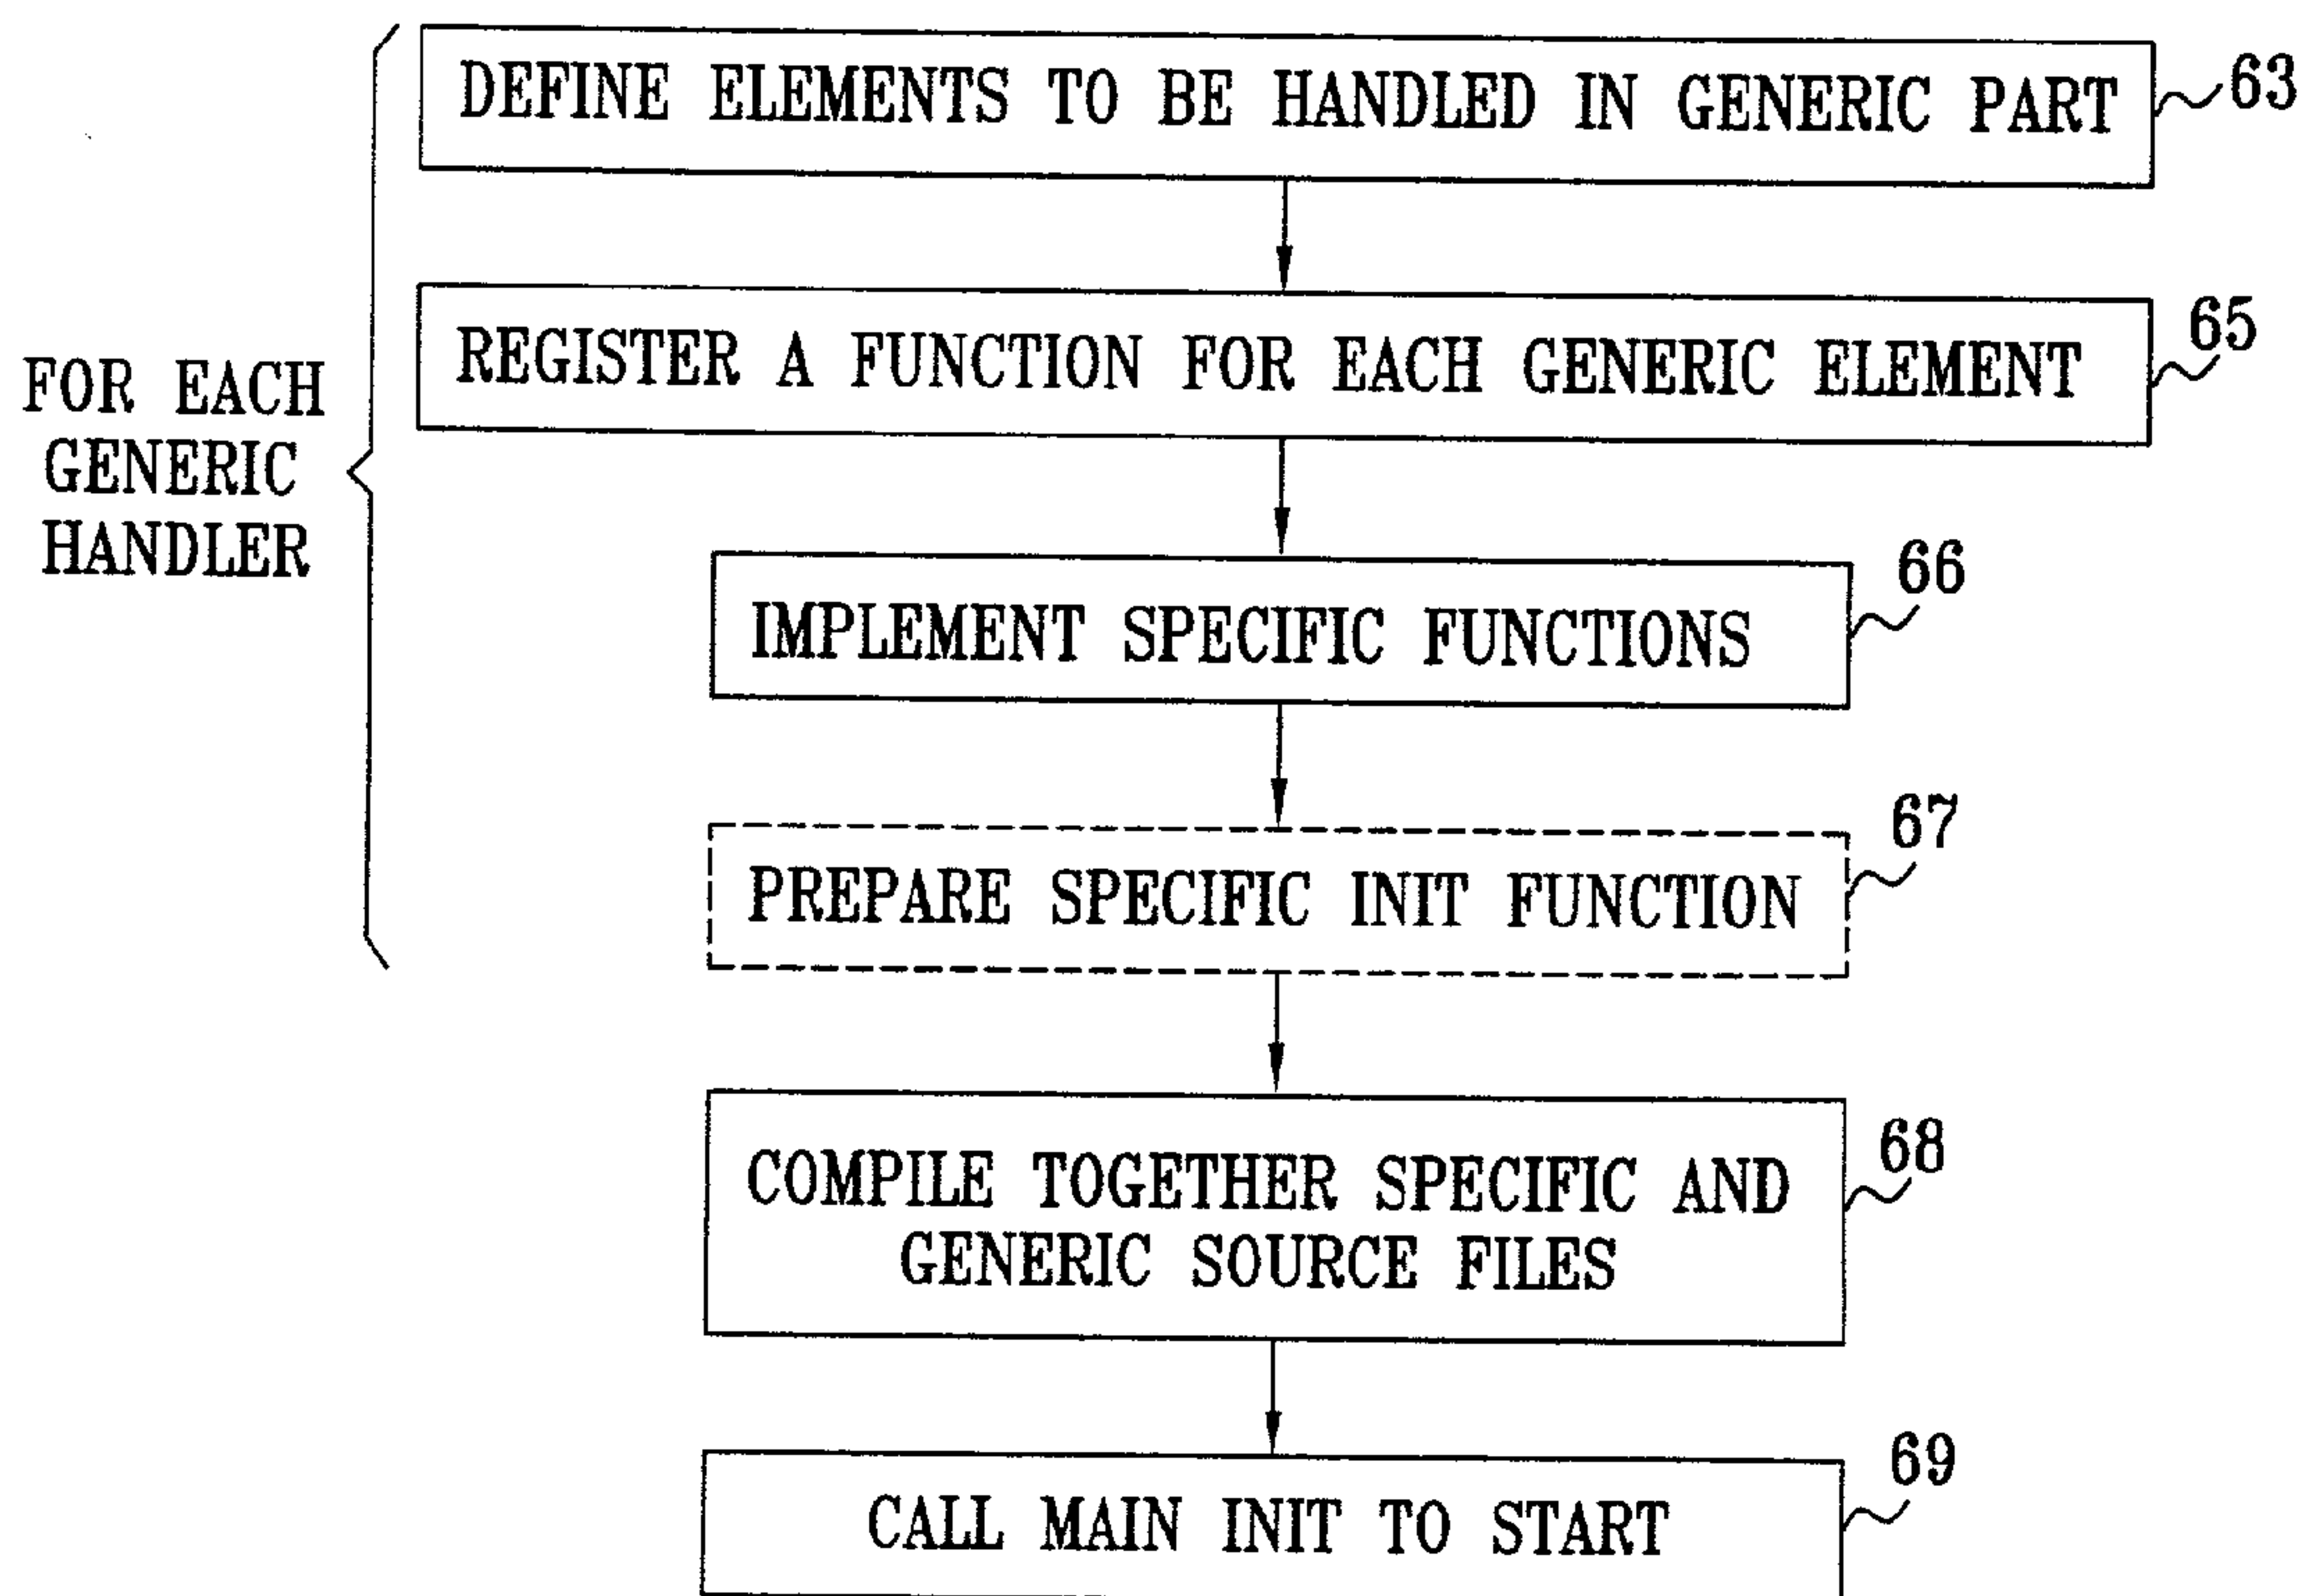 DEFINE ELEMENTS TO BE HANDLED IN GENERIC PART
63
REGISTER A FUNCTION FOR EACH GENERIC ELEMENT
65
FOR EACH
GENERIC
HANDLER
IMPLEMENT SPECIFIC FUNCTIONS
66
PREPARE SPECIFIC INIT FUNCTION
67
COMPILE TOGETHER SPECIFIC AND
GENERIC SOURCE FILES
68
CALL MAIN INIT TO START
69